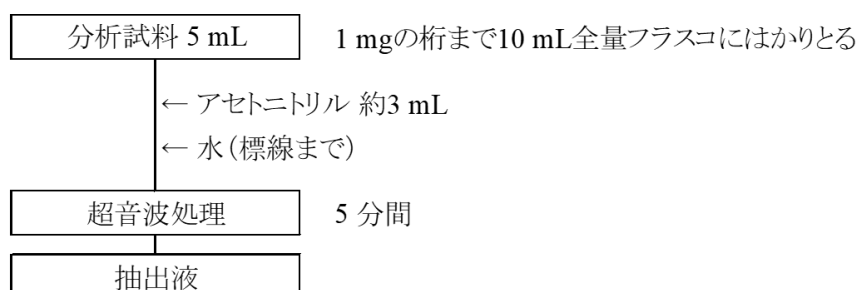 分析試料 5 mL 1 mgの桁まで10 mL全量フラスコにはかりとる
← アセトニトリル 約3 mL
← 水（標線まで）
超音波処理 5 分間
抽出液